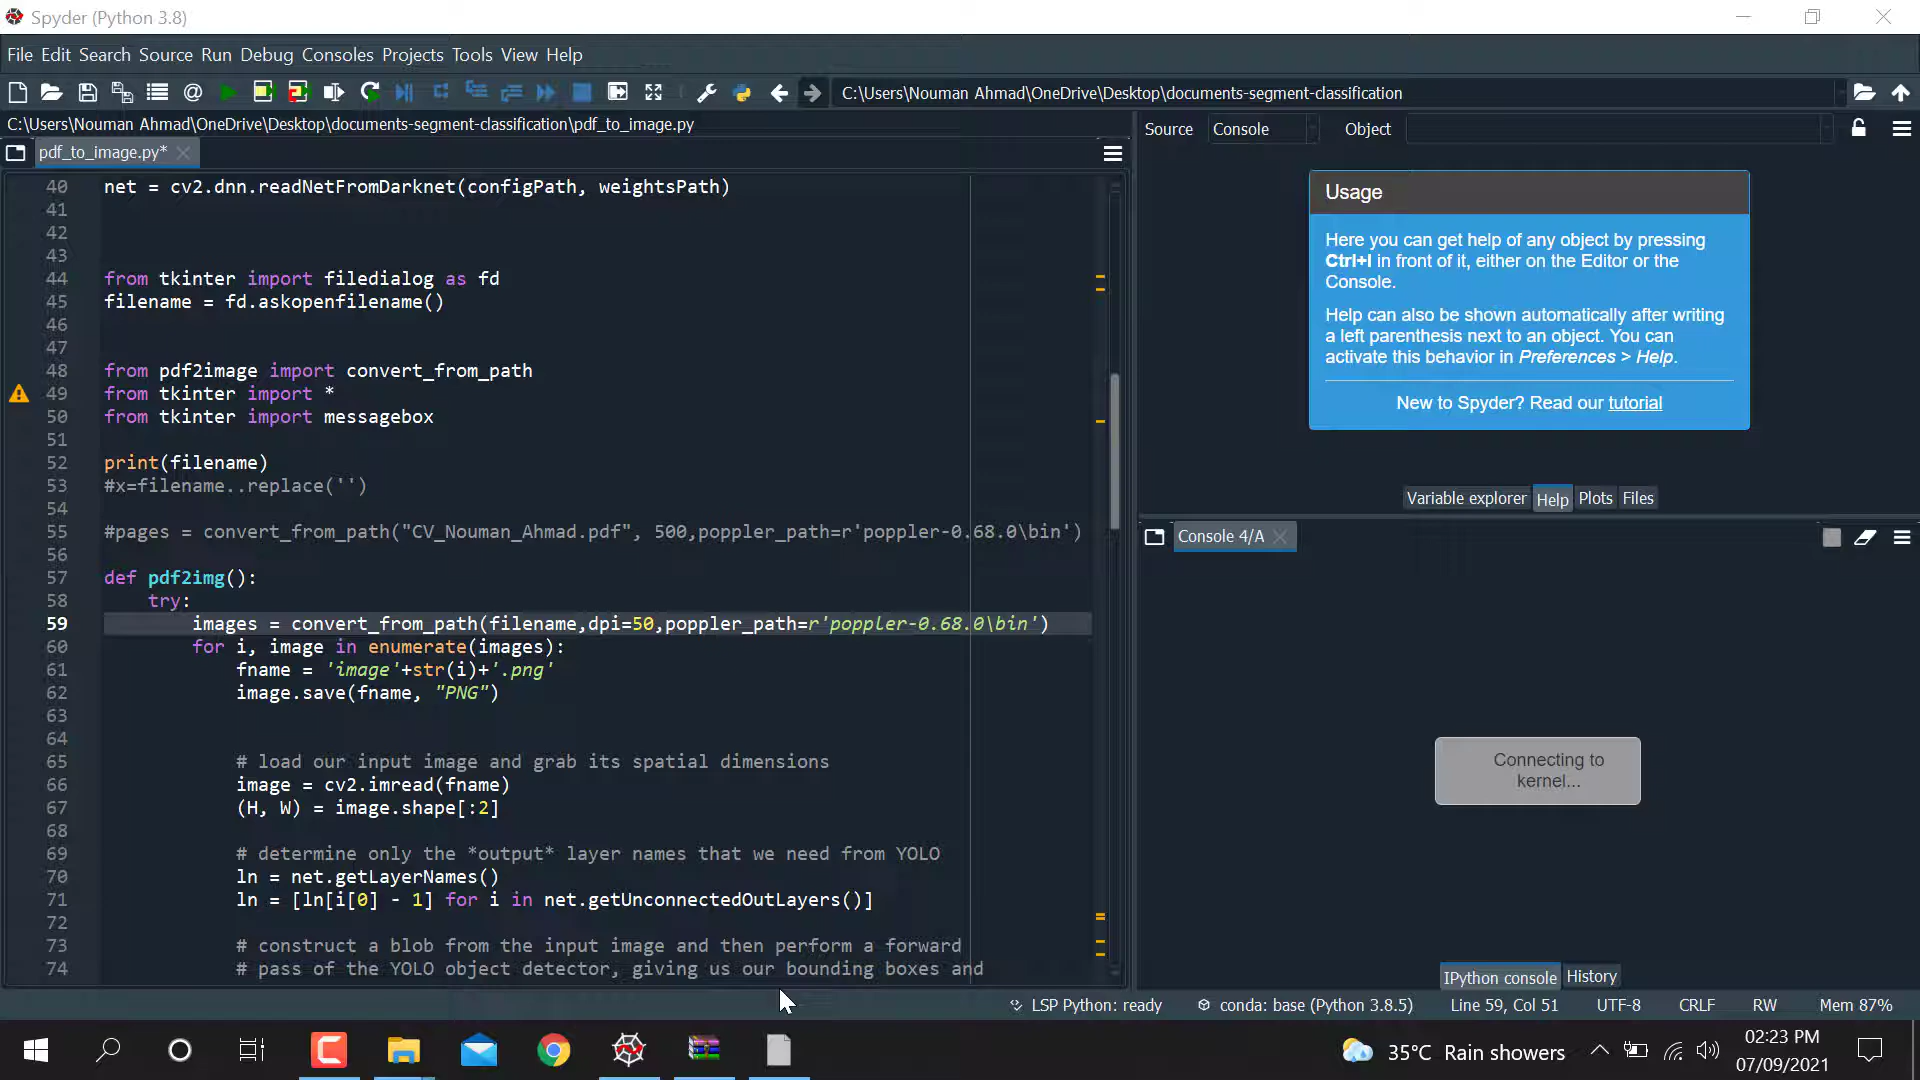 Spyder (Python 3.8)
File Edit Search Source Run Debug Consoles Projects Tools View Help
C:\Users\Nouman Ahmad\OneDrive\Desktop\documents-segment-classification
C:\Users\Nouman Ahmad\OneDrive\Desktop\documents-segment-classification\pdf_to_image.py
pdf_to_image.py*
40 net = cv2.dnn.readNetFromDarknet(configPath, weightsPath)
41
42
43
44 from tkinter import filedialog as fd
45 filename = fd.askopenfilename()
46
47
48 from pdf2image import convert_from_path
49 from tkinter import *
50 from tkinter import messagebox
51
52 print(filename)
53 #x=filename..replace('')
54
55 #pages = convert_from_path("CV_Nouman_Ahmad.pdf", 500,poppler_path=r'poppler-0.68.0\bin')
56
57 def pdf2img():
58     try:
59         images = convert_from_path(filename,dpi=50,poppler_path=r'poppler-0.68.0\bin')
60         for i, image in enumerate(images):
61             fname = 'image'+str(i)+'.png'
62             image.save(fname, "PNG")
63
64
65             # load our input image and grab its spatial dimensions
66             image = cv2.imread(fname)
67             (H, W) = image.shape[:2]
68
69             # determine only the *output* layer names that we need from YOLO
70             ln = net.getLayerNames()
71             ln = [ln[i[0] - 1] for i in net.getUnconnectedOutLayers()]
72
73             # construct a blob from the input image and then perform a forward
74             # pass of the YOLO object detector, giving us our bounding boxes and
Source Console Object
Usage
Here you can get help of any object by pressing
Ctrl+I in front of it, either on the Editor or the
Console.
Help can also be shown automatically after writing
a left parenthesis next to an object. You can
activate this behavior in Preferences > Help.
New to Spyder? Read our tutorial
Variable explorer Help Plots Files
Console 4/A
Connecting to
kernel...
IPython console History
LSP Python: ready conda: base (Python 3.8.5) Line 59, Col 51 UTF-8 CRLF RW Mem 87%
35°C Rain showers
02:23 PM
07/09/2021